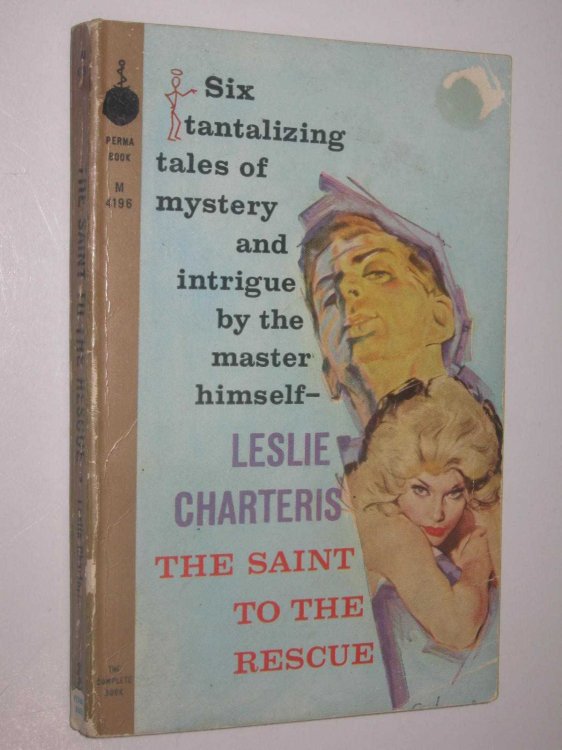 Six
tantalizing
tales of
mystery
and
intrigue
by the
master
himself–
LESLIE
CHARTERIS
THE SAINT
TO THE
RESCUE
PERMA
BOOK
M
4196
THE
COMPLETE
BOOK
THE SAINT TO THE RESCUE